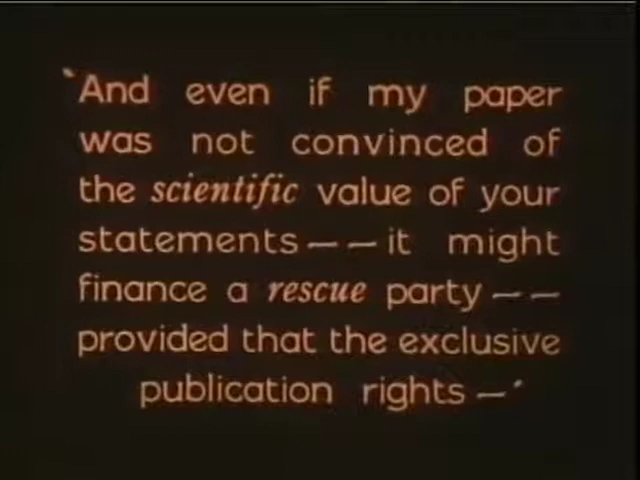 ‵And even if my paper
was not convinced of
the scientific value of your
statements — — it might
finance a rescue party — —
provided that the exclusive
publication rights —′